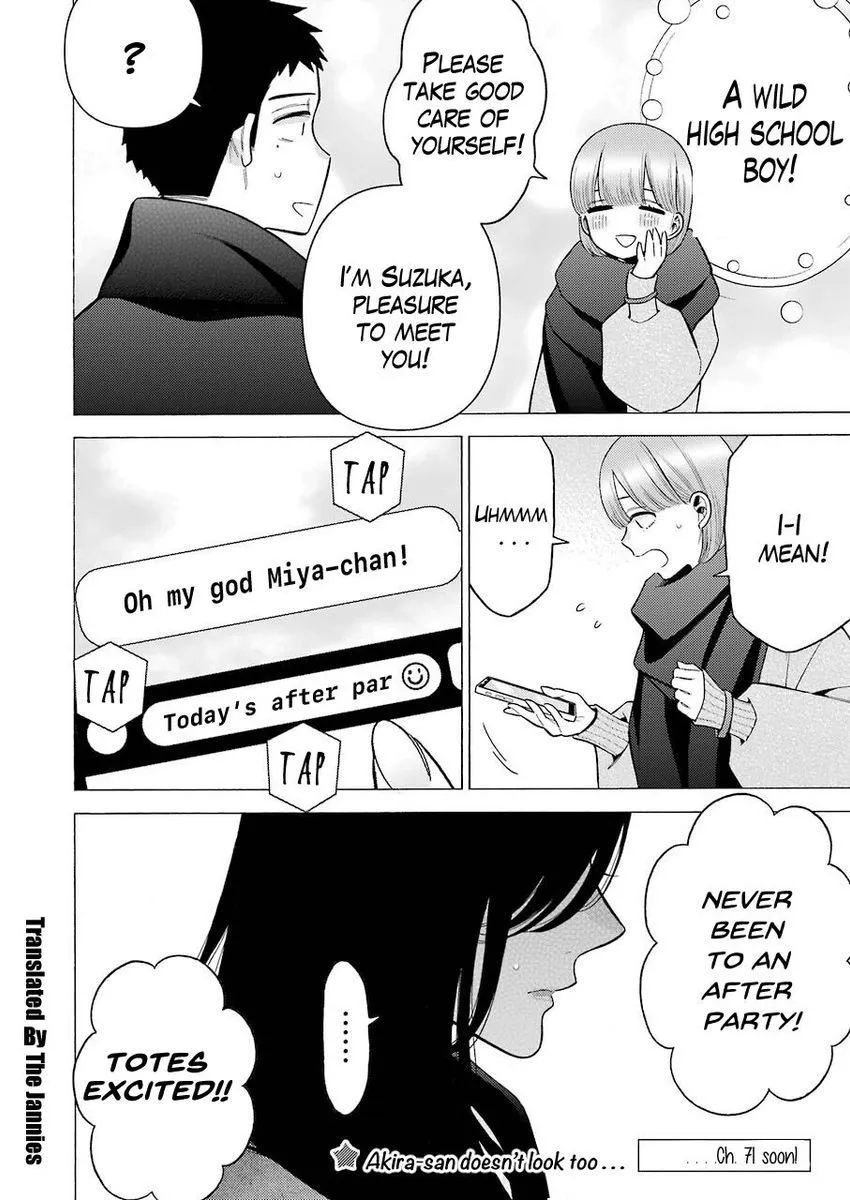 A WILD
HIGH SCHOOL
BOY!
PLEASE
TAKE GOOD
CARE OF
YOURSELF!
?
I'M SUZUKA,
PLEASURE
TO MEET
YOU!
I-I
MEAN!
UHMMM
. . .
TAP
Oh my god Miya-chan!
TAP
Today's after par
TAP
NEVER
BEEN
TO AN
AFTER
PARTY!
........
TOTES
EXCITED!!
Akira-san doesn't look too . . .
. . . .Ch. 71 soon!
Translated By The Jannies